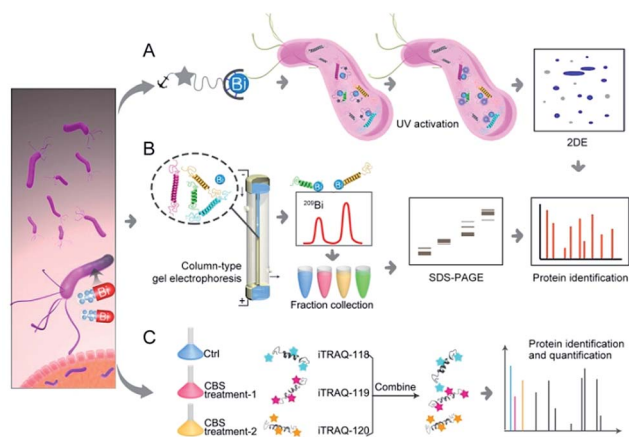 A
Bi
UV activation
2DE
B
Bi
-
+
Column-type
gel electrophoresis
Bi
Bi
209Bi
Fraction collection
SDS-PAGE
Protein identification
Bi
Bi
C
Ctrl
CBS
treatment-1
CBS
treatment-2
iTRAQ-118
iTRAQ-119
iTRAQ-120
Combine
Protein identification
and quantification